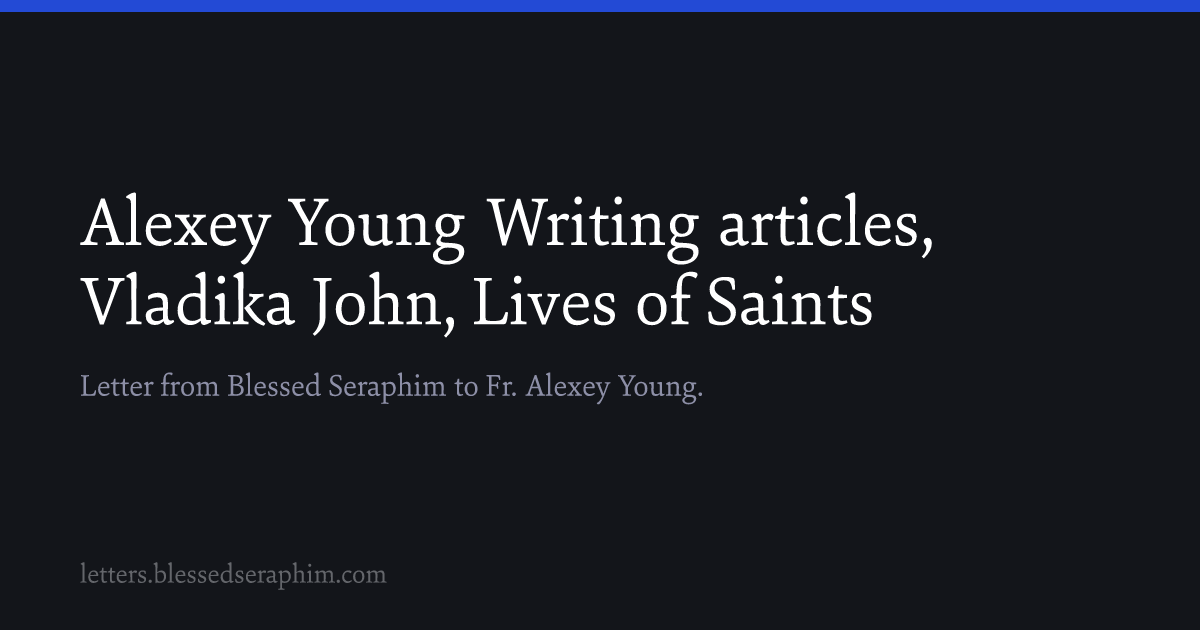 Alexey Young Writing articles,
Vladika John, Lives of Saints
Letter from Blessed Seraphim to Fr. Alexey Young.
letters.blessedseraphim.com